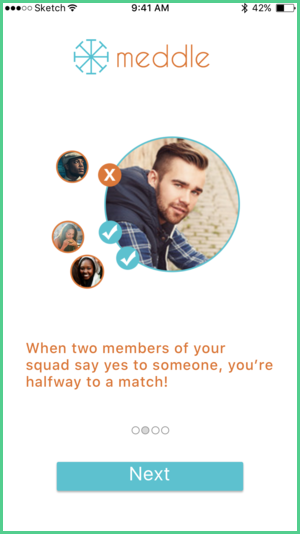 Sketch 9:41 AM 42%
meddle
X
When two members of your
squad say yes to someone, you’re
halfway to a match!
Next